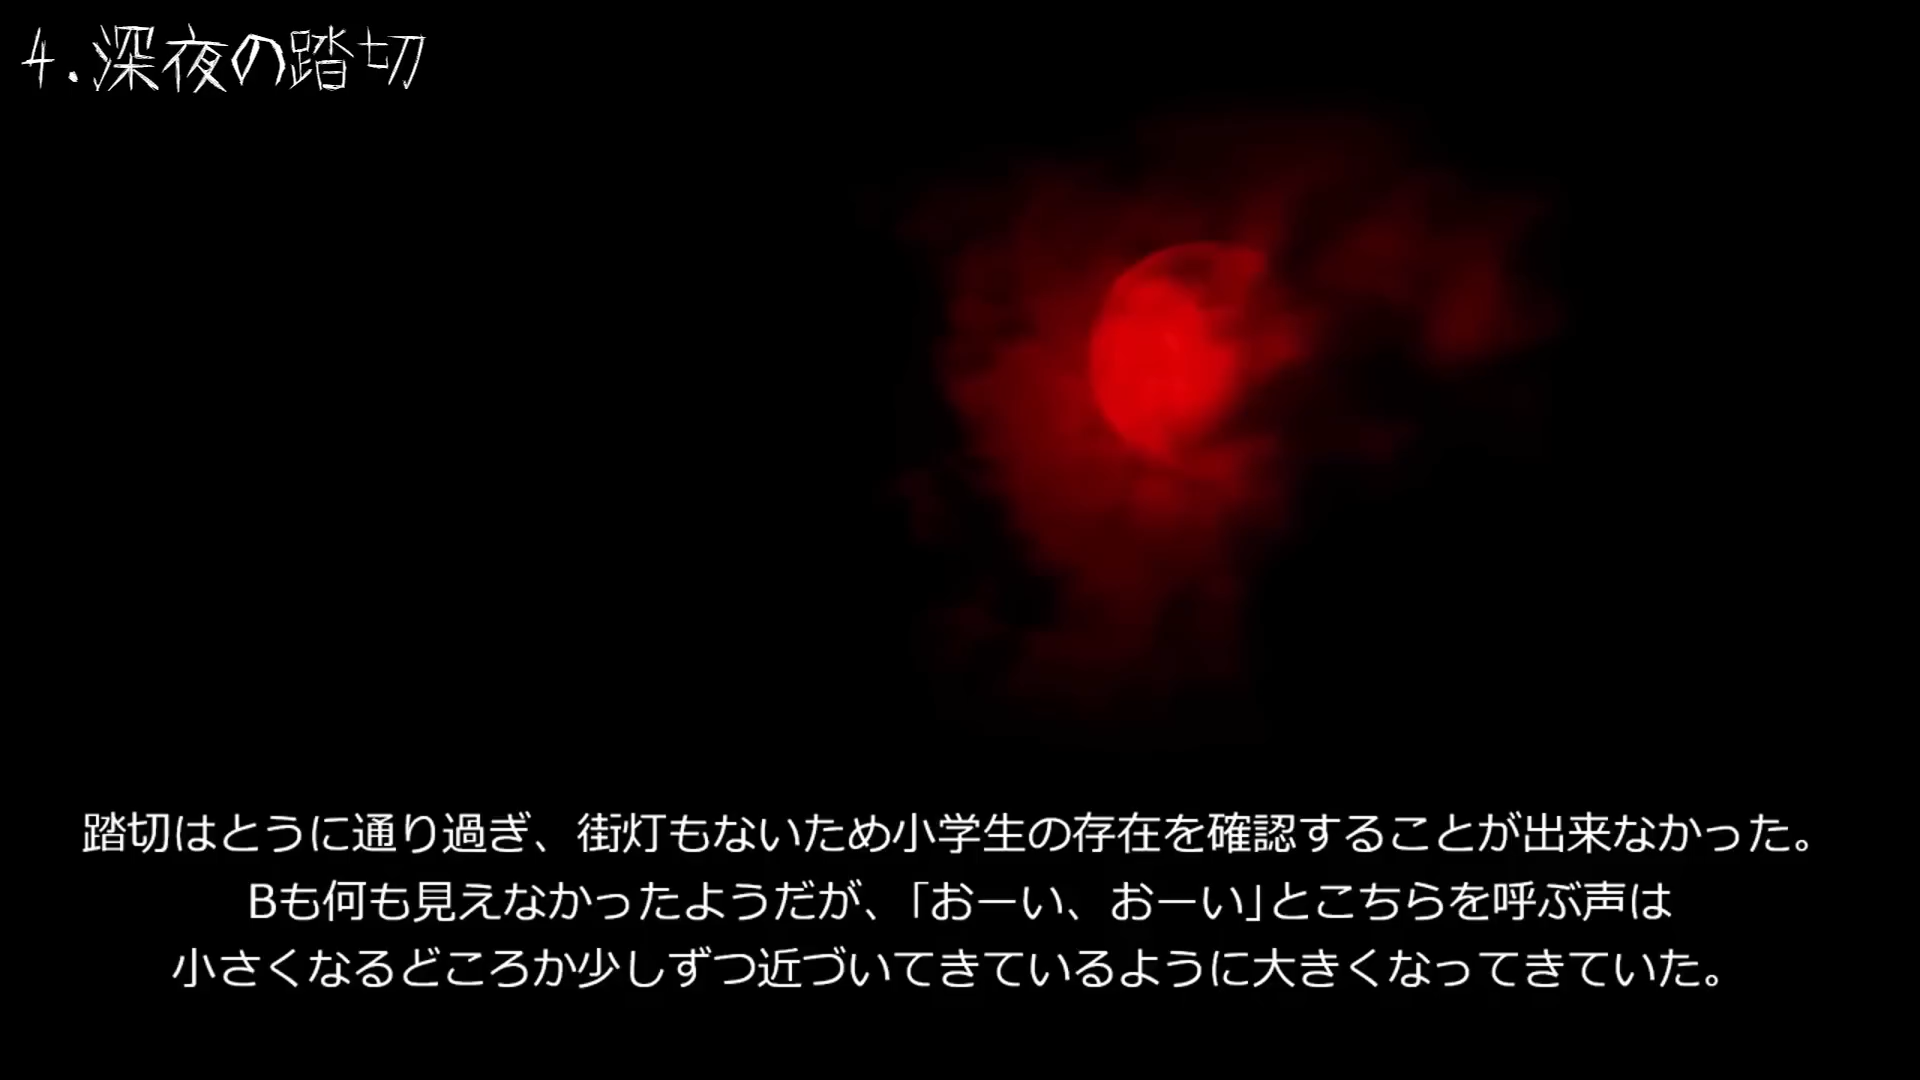 4.深夜の踏切
踏切はとうに通り過ぎ、街灯もないため小学生の存在を確認することが出来なかった。
Bも何も見えなかったようだが、「おーい、おーい」とこちらを呼ぶ声は
小さくなるどころか少しずつ近づいてきているように大きくなってきていた。